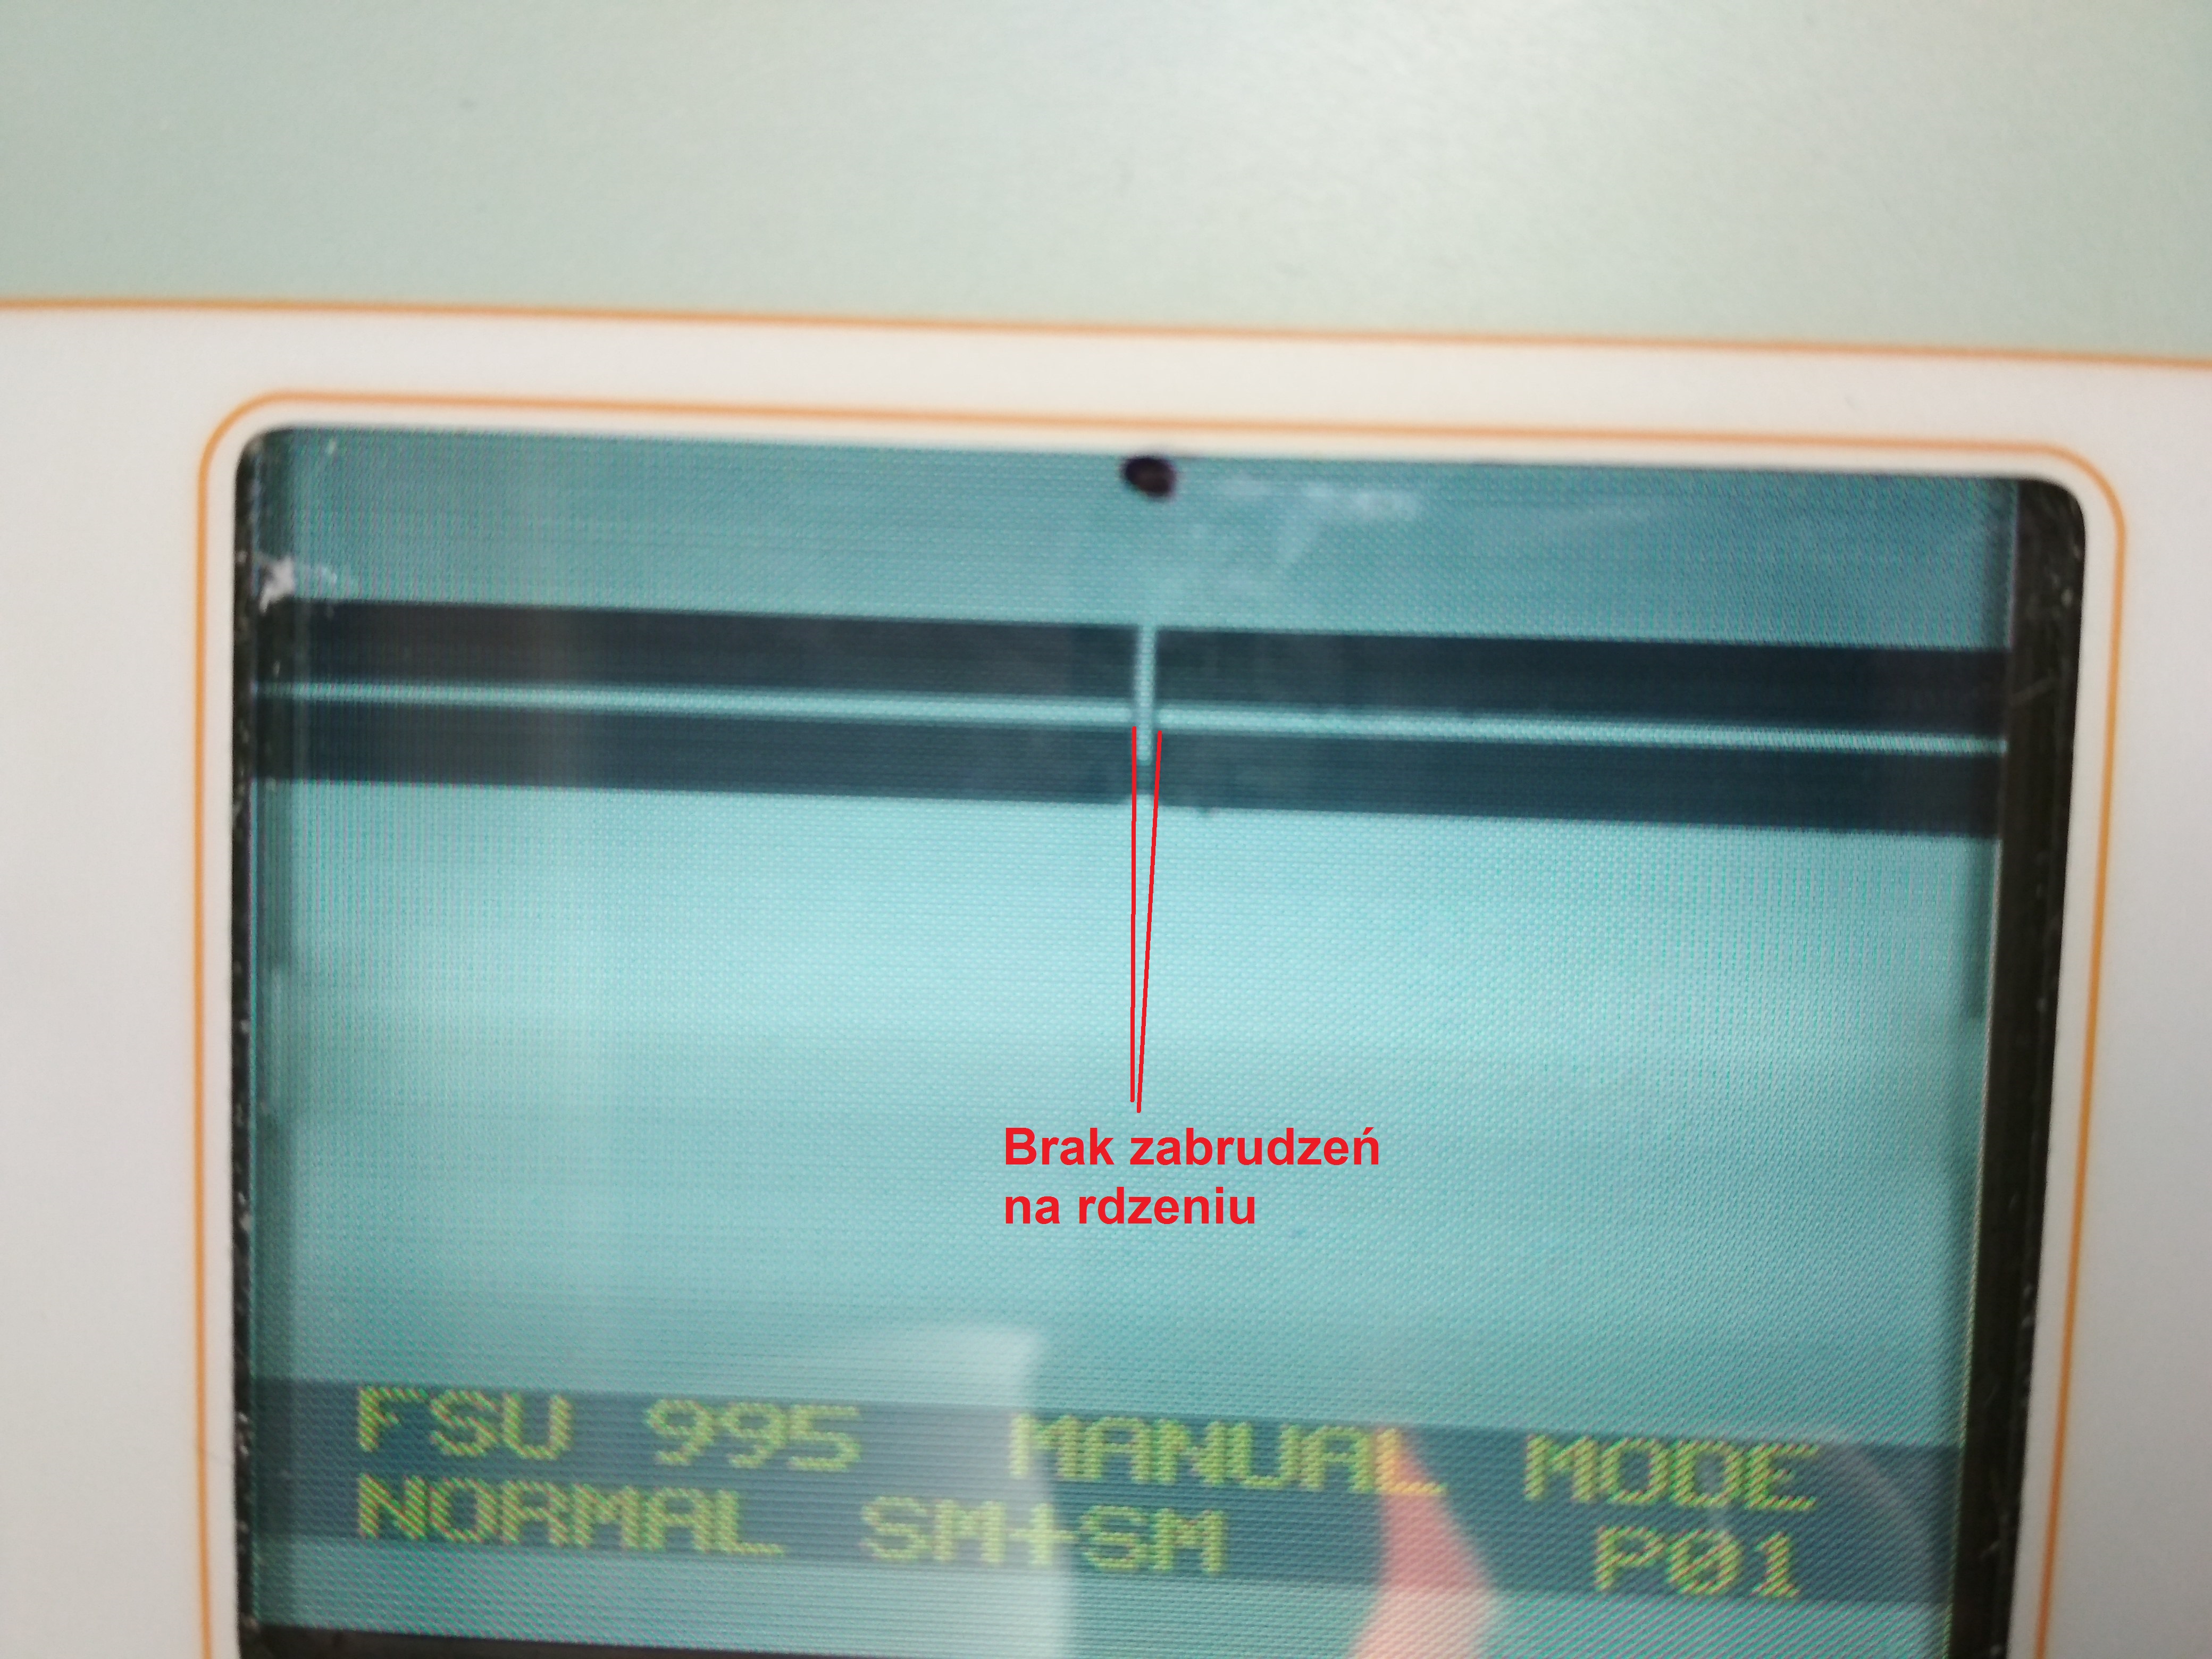 Brak zabrudzeń
na rdzeniu
FSU 995 MANUAL MODE
NORMAL SM+SM P01